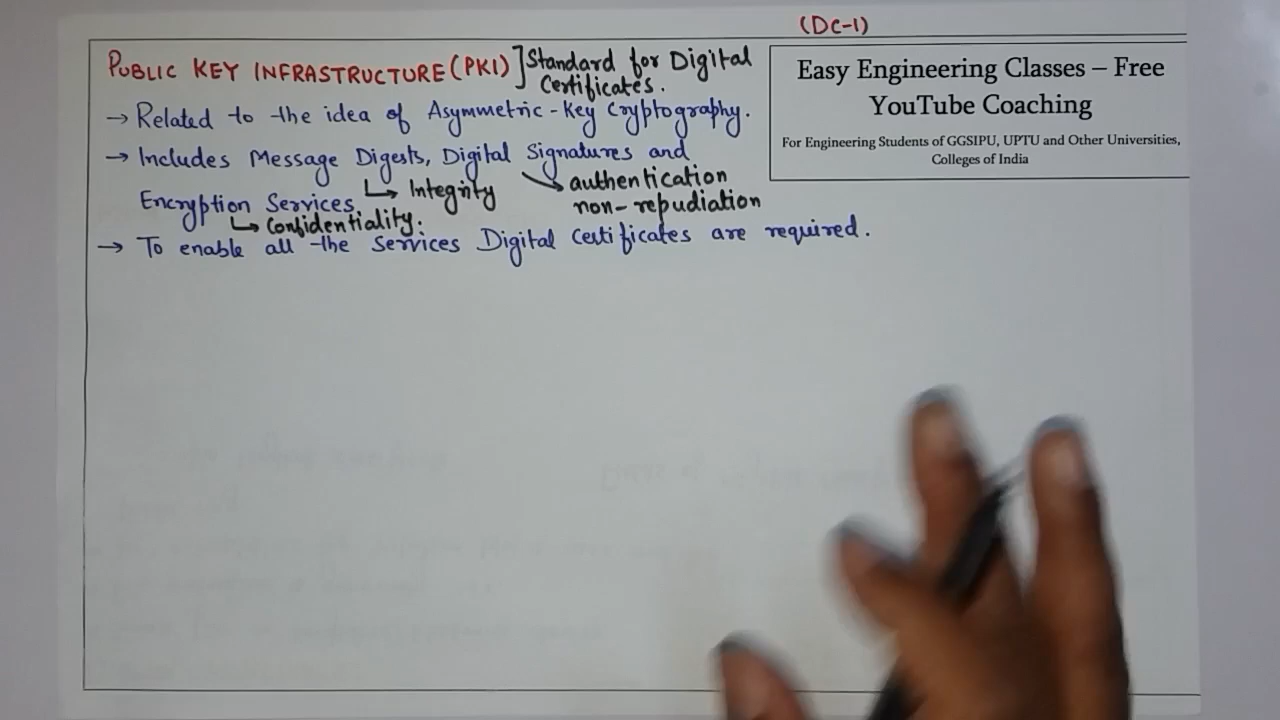 (DC-1)
PUBLIC KEY INFRASTRUCTURE (PKI) ] Standard for Digital
Certificates.
→ Related to the idea of Asymmetric-Key Cryptography.
→ Includes Message Digests, Digital Signatures and
↳ Integrity
authentication
non-repudiation
Encryption Services
↳ Confidentiality.
→ To enable all the Services Digital Certificates are required.
Easy Engineering Classes – Free
YouTube Coaching
For Engineering Students of GGSIPU, UPTU and Other Universities,
Colleges of India